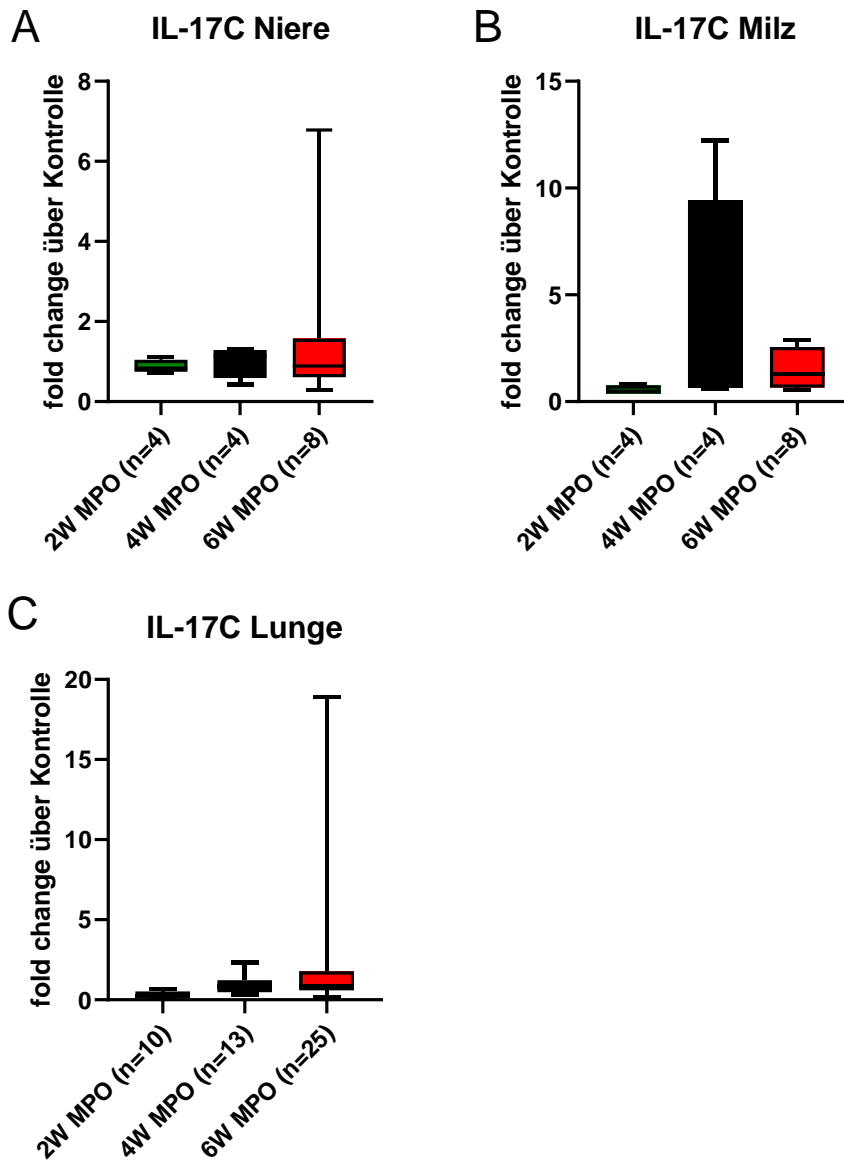 A
IL-17C Niere
fold change über Kontrolle
8
6
4
2
0
2W MPO (n=4)
4W MPO (n=4)
6W MPO (n=8)
B
IL-17C Milz
fold change über Kontrolle
15
10
5
0
2W MPO (n=4)
4W MPO (n=4)
6W MPO (n=8)
C
IL-17C Lunge
fold change über Kontrolle
20
15
10
5
0
2W MPO (n=10)
4W MPO (n=13)
6W MPO (n=25)